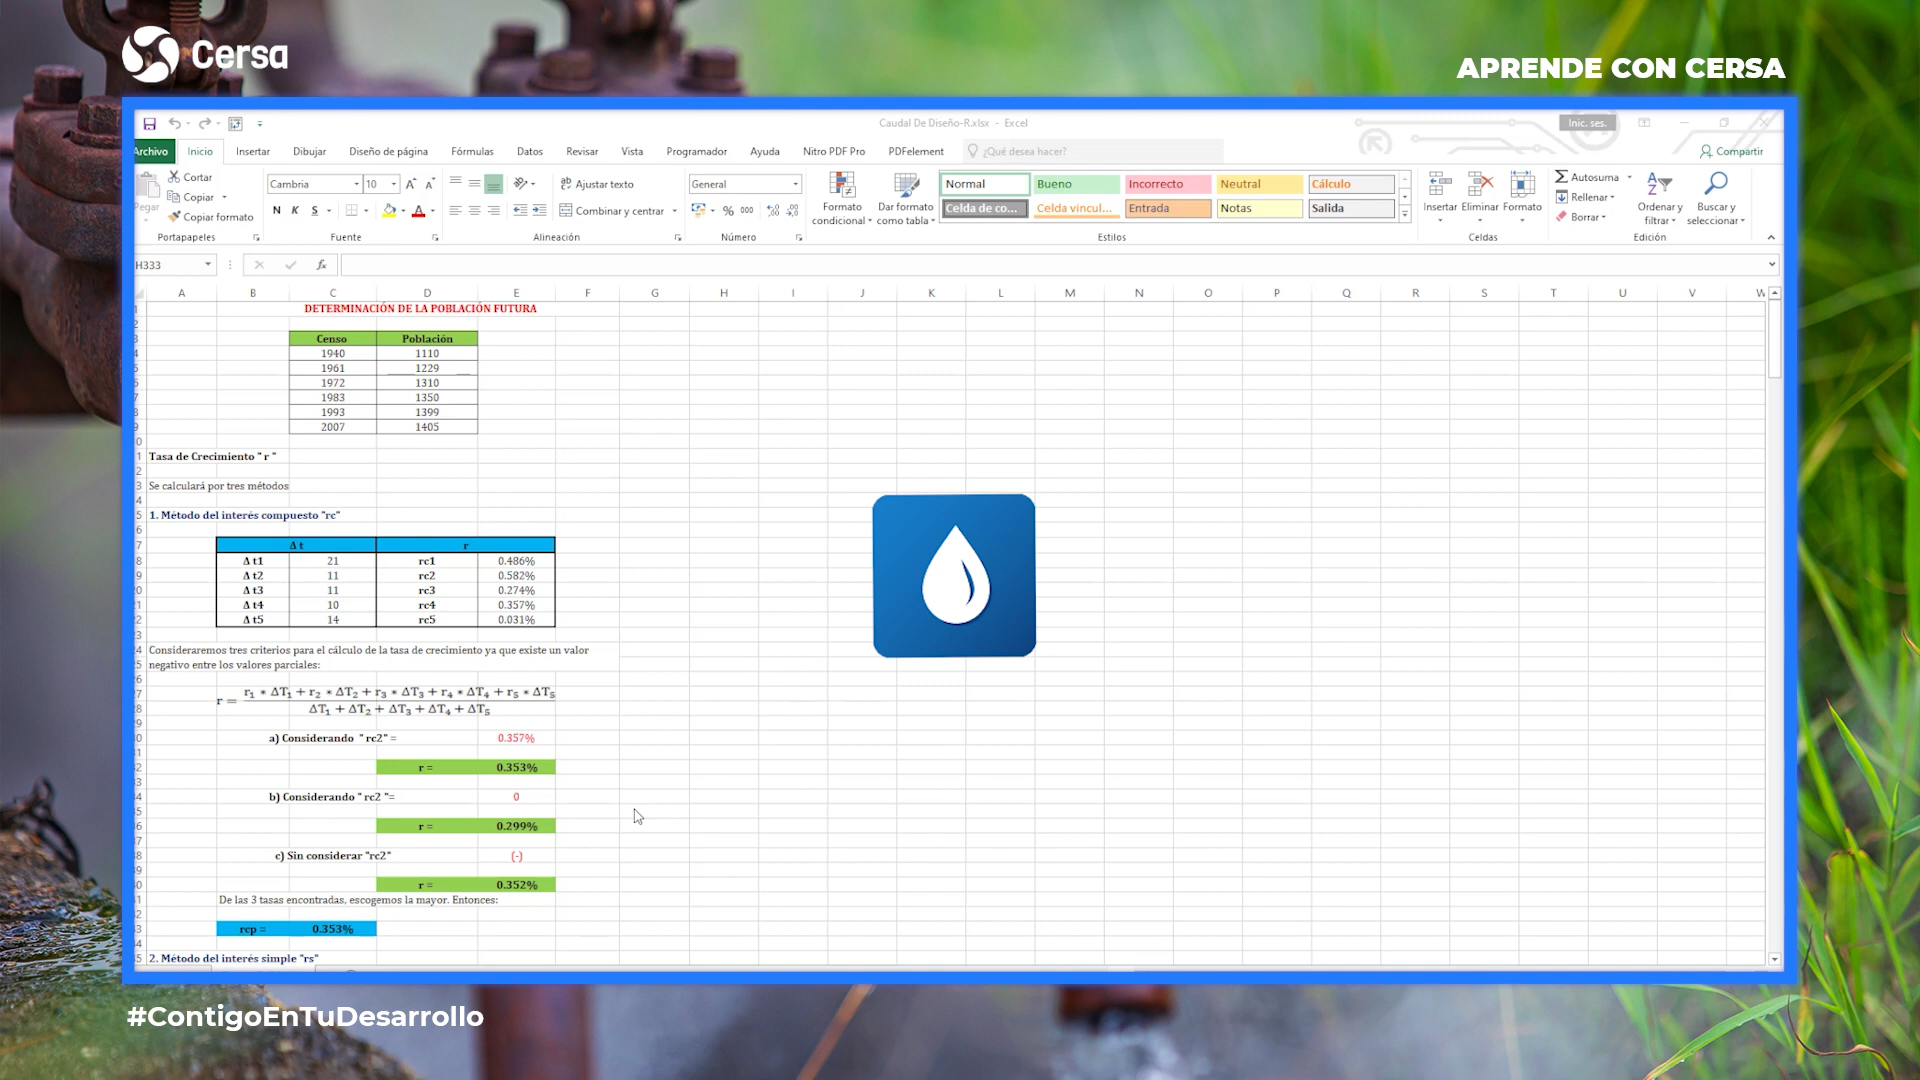 Cersa
APRENDE CON CERSA
Caudal De Diseño-R.xlsx - Excel
Inic. ses.
Archivo Inicio Insertar Dibujar Diseño de página Fórmulas Datos Revisar Vista Programador Ayuda Nitro PDF Pro PDFelement ¿Qué desea hacer? Compartir
Pegar Cortar Copiar Copiar formato
Portapapeles
Cambria 10
N K S
Fuente
Ajustar texto
Combinar y centrar
Alineación
General
% 000
Número
Formato condicional
Dar formato como tabla
Normal Bueno Incorrecto Neutral Cálculo
Celda de co... Celda vincul... Entrada Notas Salida
Estilos
Insertar Eliminar Formato
Celdas
Autosuma
Rellenar
Borrar
Ordenar y filtrar
Buscar y seleccionar
Edición
H333 fx
A B C D E F G H I J K L M N O P Q R S T U V W
DETERMINACIÓN DE LA POBLACIÓN FUTURA
Censo Población
1940 1110
1961 1229
1972 1310
1983 1350
1993 1399
2007 1405
Tasa de Crecimiento " r "
Se calculará por tres métodos
1. Método del interés compuesto "rc"
Δ t r
Δ t1 21 rc1 0.486%
Δ t2 11 rc2 0.582%
Δ t3 11 rc3 0.274%
Δ t4 10 rc4 0.357%
Δ t5 14 rc5 0.031%
Consideraremos tres criterios para el cálculo de la tasa de crecimiento ya que existe un valor
negativo entre los valores parciales:
r = r₁ * ΔT₁ + r₂ * ΔT₂ + r₃ * ΔT₃ + r₄ * ΔT₄ + r₅ * ΔT₅
ΔT₁ + ΔT₂ + ΔT₃ + ΔT₄ + ΔT₅
a) Considerando " rc2" = 0.357%
r = 0.353%
b) Considerando " rc2 "= 0
r = 0.299%
c) Sin considerar "rc2" (-)
r = 0.352%
De las 3 tasas encontradas, escogemos la mayor. Entonces:
rcp = 0.353%
2. Método del interés simple "rs"
#ContigoEnTuDesarrollo